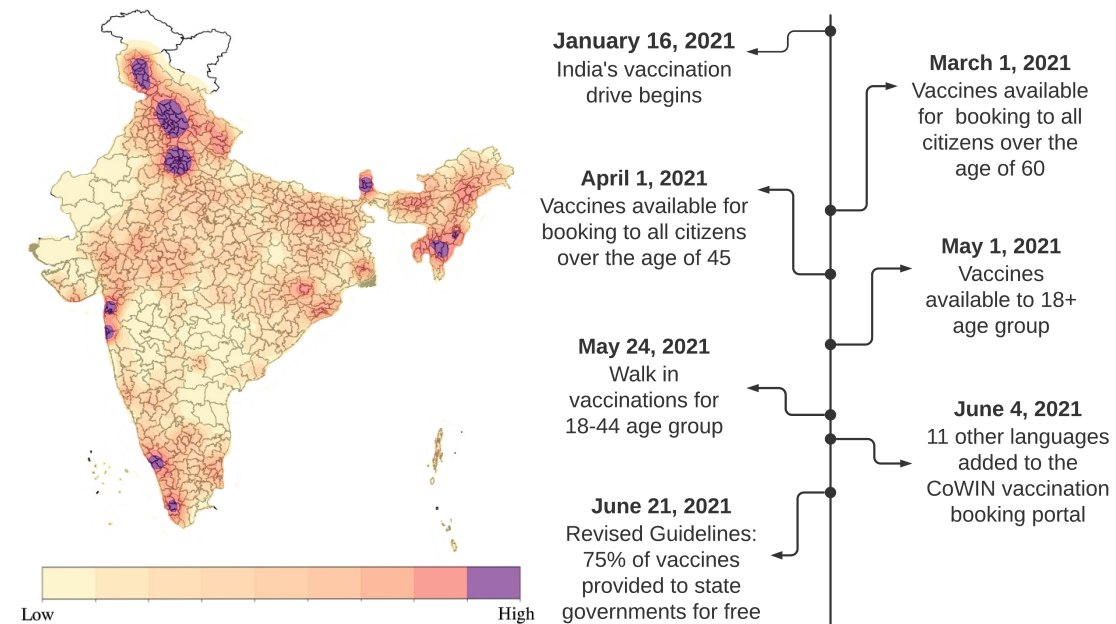 January 16, 2021
India's vaccination
drive begins
March 1, 2021
Vaccines available
for booking to all
citizens over the
age of 60
April 1, 2021
Vaccines available for
booking to all citizens
over the age of 45
May 1, 2021
Vaccines
available to 18+
age group
May 24, 2021
Walk in
vaccinations for
18-44 age group
June 4, 2021
11 other languages
added to the
CoWIN vaccination
booking portal
June 21, 2021
Revised Guidelines:
75% of vaccines
provided to state
governments for free
Low
High